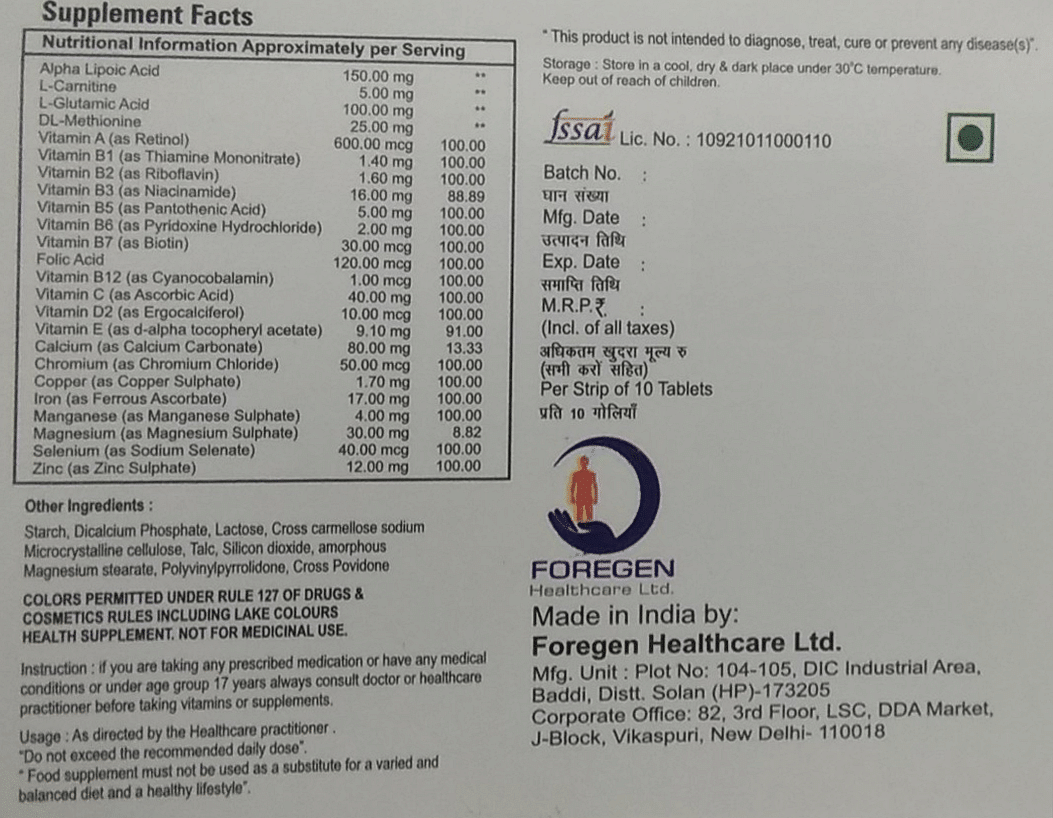 Supplement Facts
Nutritional Information Approximately per Serving
Alpha Lipoic Acid 150.00 mg **
L-Carnitine 5.00 mg **
L-Glutamic Acid 100.00 mg **
DL-Methionine 25.00 mg **
Vitamin A (as Retinol) 600.00 mcg 100.00
Vitamin B1 (as Thiamine Mononitrate) 1.40 mg 100.00
Vitamin B2 (as Riboflavin) 1.60 mg 100.00
Vitamin B3 (as Niacinamide) 16.00 mg 88.89
Vitamin B5 (as Pantothenic Acid) 5.00 mg 100.00
Vitamin B6 (as Pyridoxine Hydrochloride) 2.00 mg 100.00
Vitamin B7 (as Biotin) 30.00 mcg 100.00
Folic Acid 120.00 mcg 100.00
Vitamin B12 (as Cyanocobalamin) 1.00 mcg 100.00
Vitamin C (as Ascorbic Acid) 40.00 mg 100.00
Vitamin D2 (as Ergocalciferol) 10.00 mcg 100.00
Vitamin E (as d-alpha tocopheryl acetate) 9.10 mg 91.00
Calcium (as Calcium Carbonate) 80.00 mg 13.33
Chromium (as Chromium Chloride) 50.00 mcg 100.00
Copper (as Copper Sulphate) 1.70 mg 100.00
Iron (as Ferrous Ascorbate) 17.00 mg 100.00
Manganese (as Manganese Sulphate) 4.00 mg 100.00
Magnesium (as Magnesium Sulphate) 30.00 mg 8.82
Selenium (as Sodium Selenate) 40.00 mcg 100.00
Zinc (as Zinc Sulphate) 12.00 mg 100.00
Other Ingredients :
Starch, Dicalcium Phosphate, Lactose, Cross carmellose sodium
Microcrystalline cellulose, Talc, Silicon dioxide, amorphous
Magnesium stearate, Polyvinylpyrrolidone, Cross Povidone
COLORS PERMITTED UNDER RULE 127 OF DRUGS &
COSMETICS RULES INCLUDING LAKE COLOURS
HEALTH SUPPLEMENT. NOT FOR MEDICINAL USE.
Instruction : if you are taking any prescribed medication or have any medical
conditions or under age group 17 years always consult doctor or healthcare
practitioner before taking vitamins or supplements.
Usage : As directed by the Healthcare practitioner .
"Do not exceed the recommended daily dose".
" Food supplement must not be used as a substitute for a varied and
balanced diet and a healthy lifestyle".
" This product is not intended to diagnose, treat, cure or prevent any disease(s)".
Storage : Store in a cool, dry & dark place under 30°C temperature.
Keep out of reach of children.
fssai Lic. No. : 10921011000110
Batch No. :
घान संख्या
Mfg. Date :
उत्पादन तिथि
Exp. Date :
समाप्ति तिथि
M.R.P.₹. :
(Incl. of all taxes)
अधिकतम खुदरा मूल्य रु
(सभी करों सहित)
Per Strip of 10 Tablets
प्रति 10 गोलियाँ
FOREGEN
Healthcare Ltd.
Made in India by:
Foregen Healthcare Ltd.
Mfg. Unit : Plot No: 104-105, DIC Industrial Area,
Baddi, Distt. Solan (HP)-173205
Corporate Office: 82, 3rd Floor, LSC, DDA Market,
J-Block, Vikaspuri, New Delhi- 110018